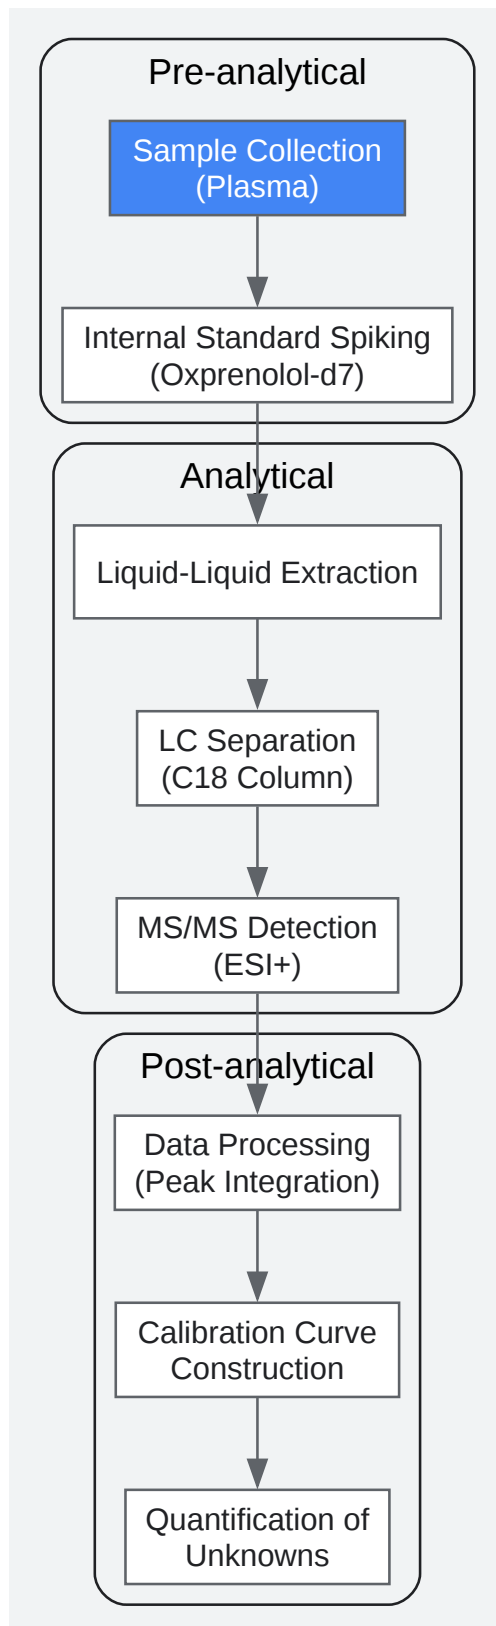 Pre-analytical
Sample Collection
(Plasma)
Internal Standard Spiking
(Oxprenolol-d7)
Analytical
Liquid-Liquid Extraction
LC Separation
(C18 Column)
MS/MS Detection
(ESI+)
Post-analytical
Data Processing
(Peak Integration)
Calibration Curve
Construction
Quantification of
Unknowns